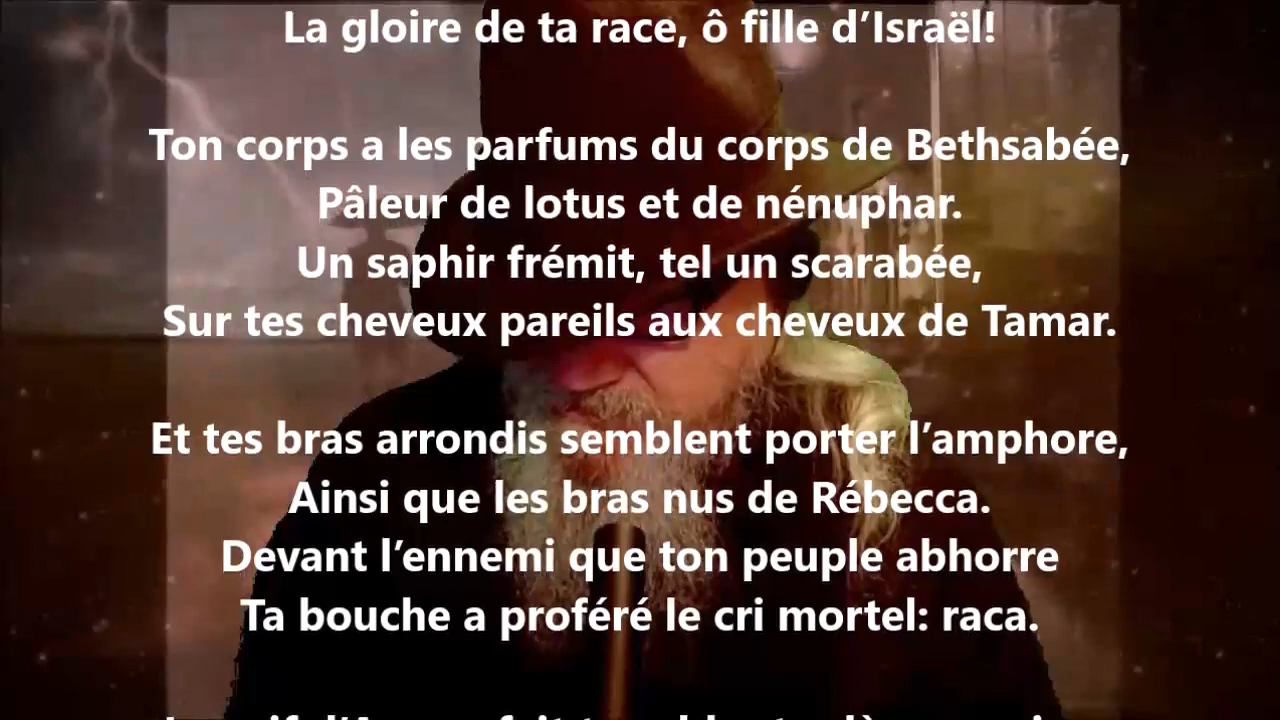 La gloire de ta race, ô fille d’Israël!
Ton corps a les parfums du corps de Bethsabée,
Pâleur de lotus et de nénuphar.
Un saphir frémit, tel un scarabée,
Sur tes cheveux pareils aux cheveux de Tamar.
Et tes bras arrondis semblent porter l’amphore,
Ainsi que les bras nus de Rébecca.
Devant l’ennemi que ton peuple abhorre
Ta bouche a proféré le cri mortel: raca.